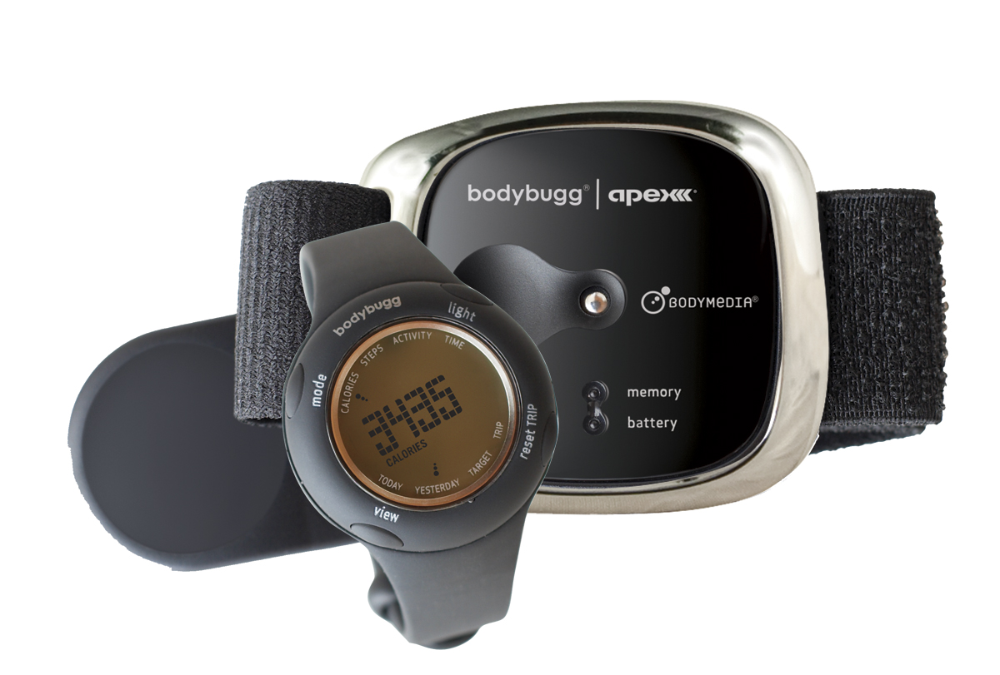 bodybugg® | apex
BODYMEDIA®
memory
battery
bodybugg
light
mode
CALORIES STEPS ACTIVITY TIME
3495
CALORIES
TODAY YESTERDAY TARGET TRIP
reset TRIP
view